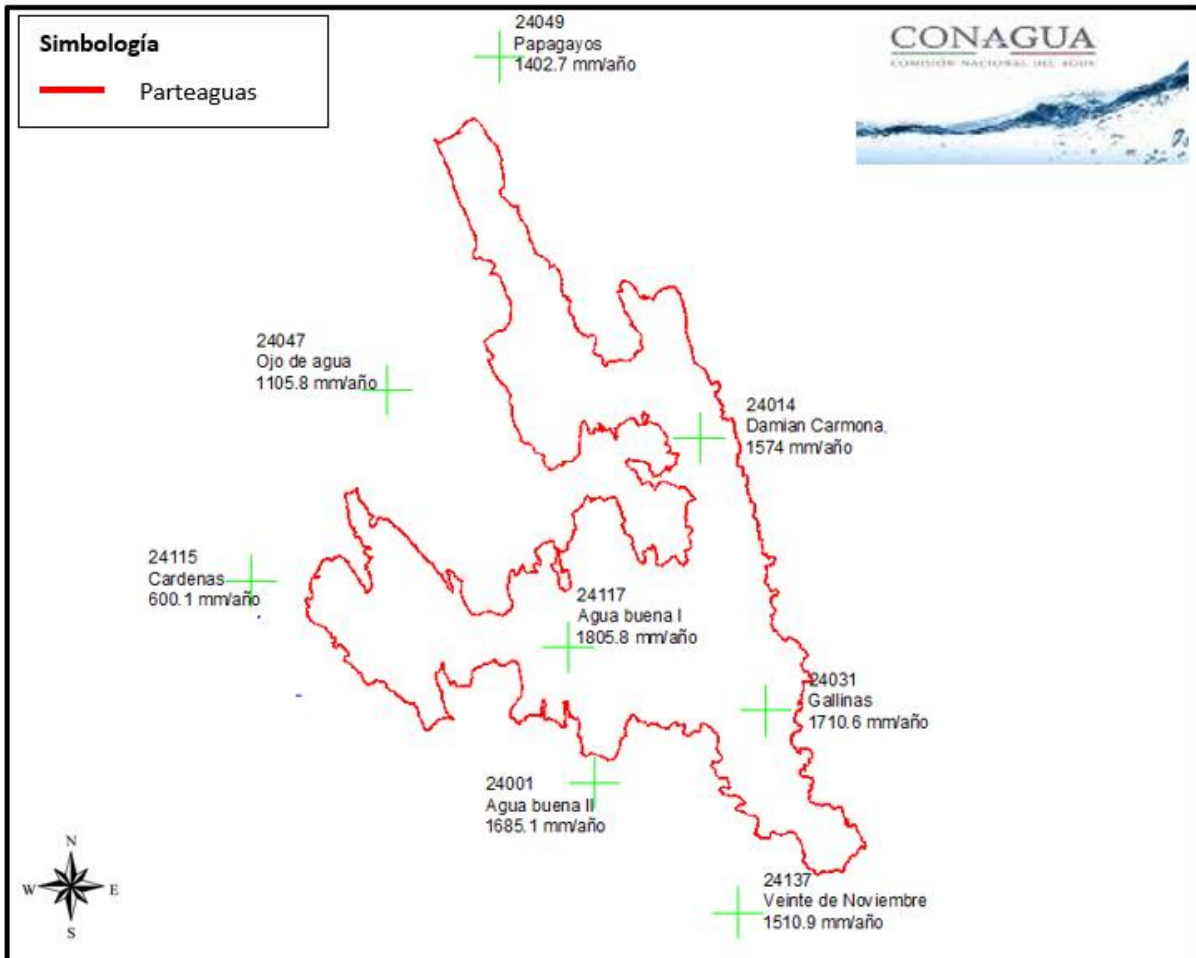 Simbología
Parteaguas
24049
Papagayos
1402.7 mm/año
CONAGUA
COMISIÓN NACIONAL DEL AGUA
24047
Ojo de agua
1105.8 mm/año
24014
Damian Carmona,
1574 mm/año
24115
Cardenas
600.1 mm/año
24117
Agua buena I
1805.8 mm/año
24031
Gallinas
1710.6 mm/año
24001
Agua buena II
1685.1 mm/año
24137
Veinte de Noviembre
1510.9 mm/año
N
W
E
S